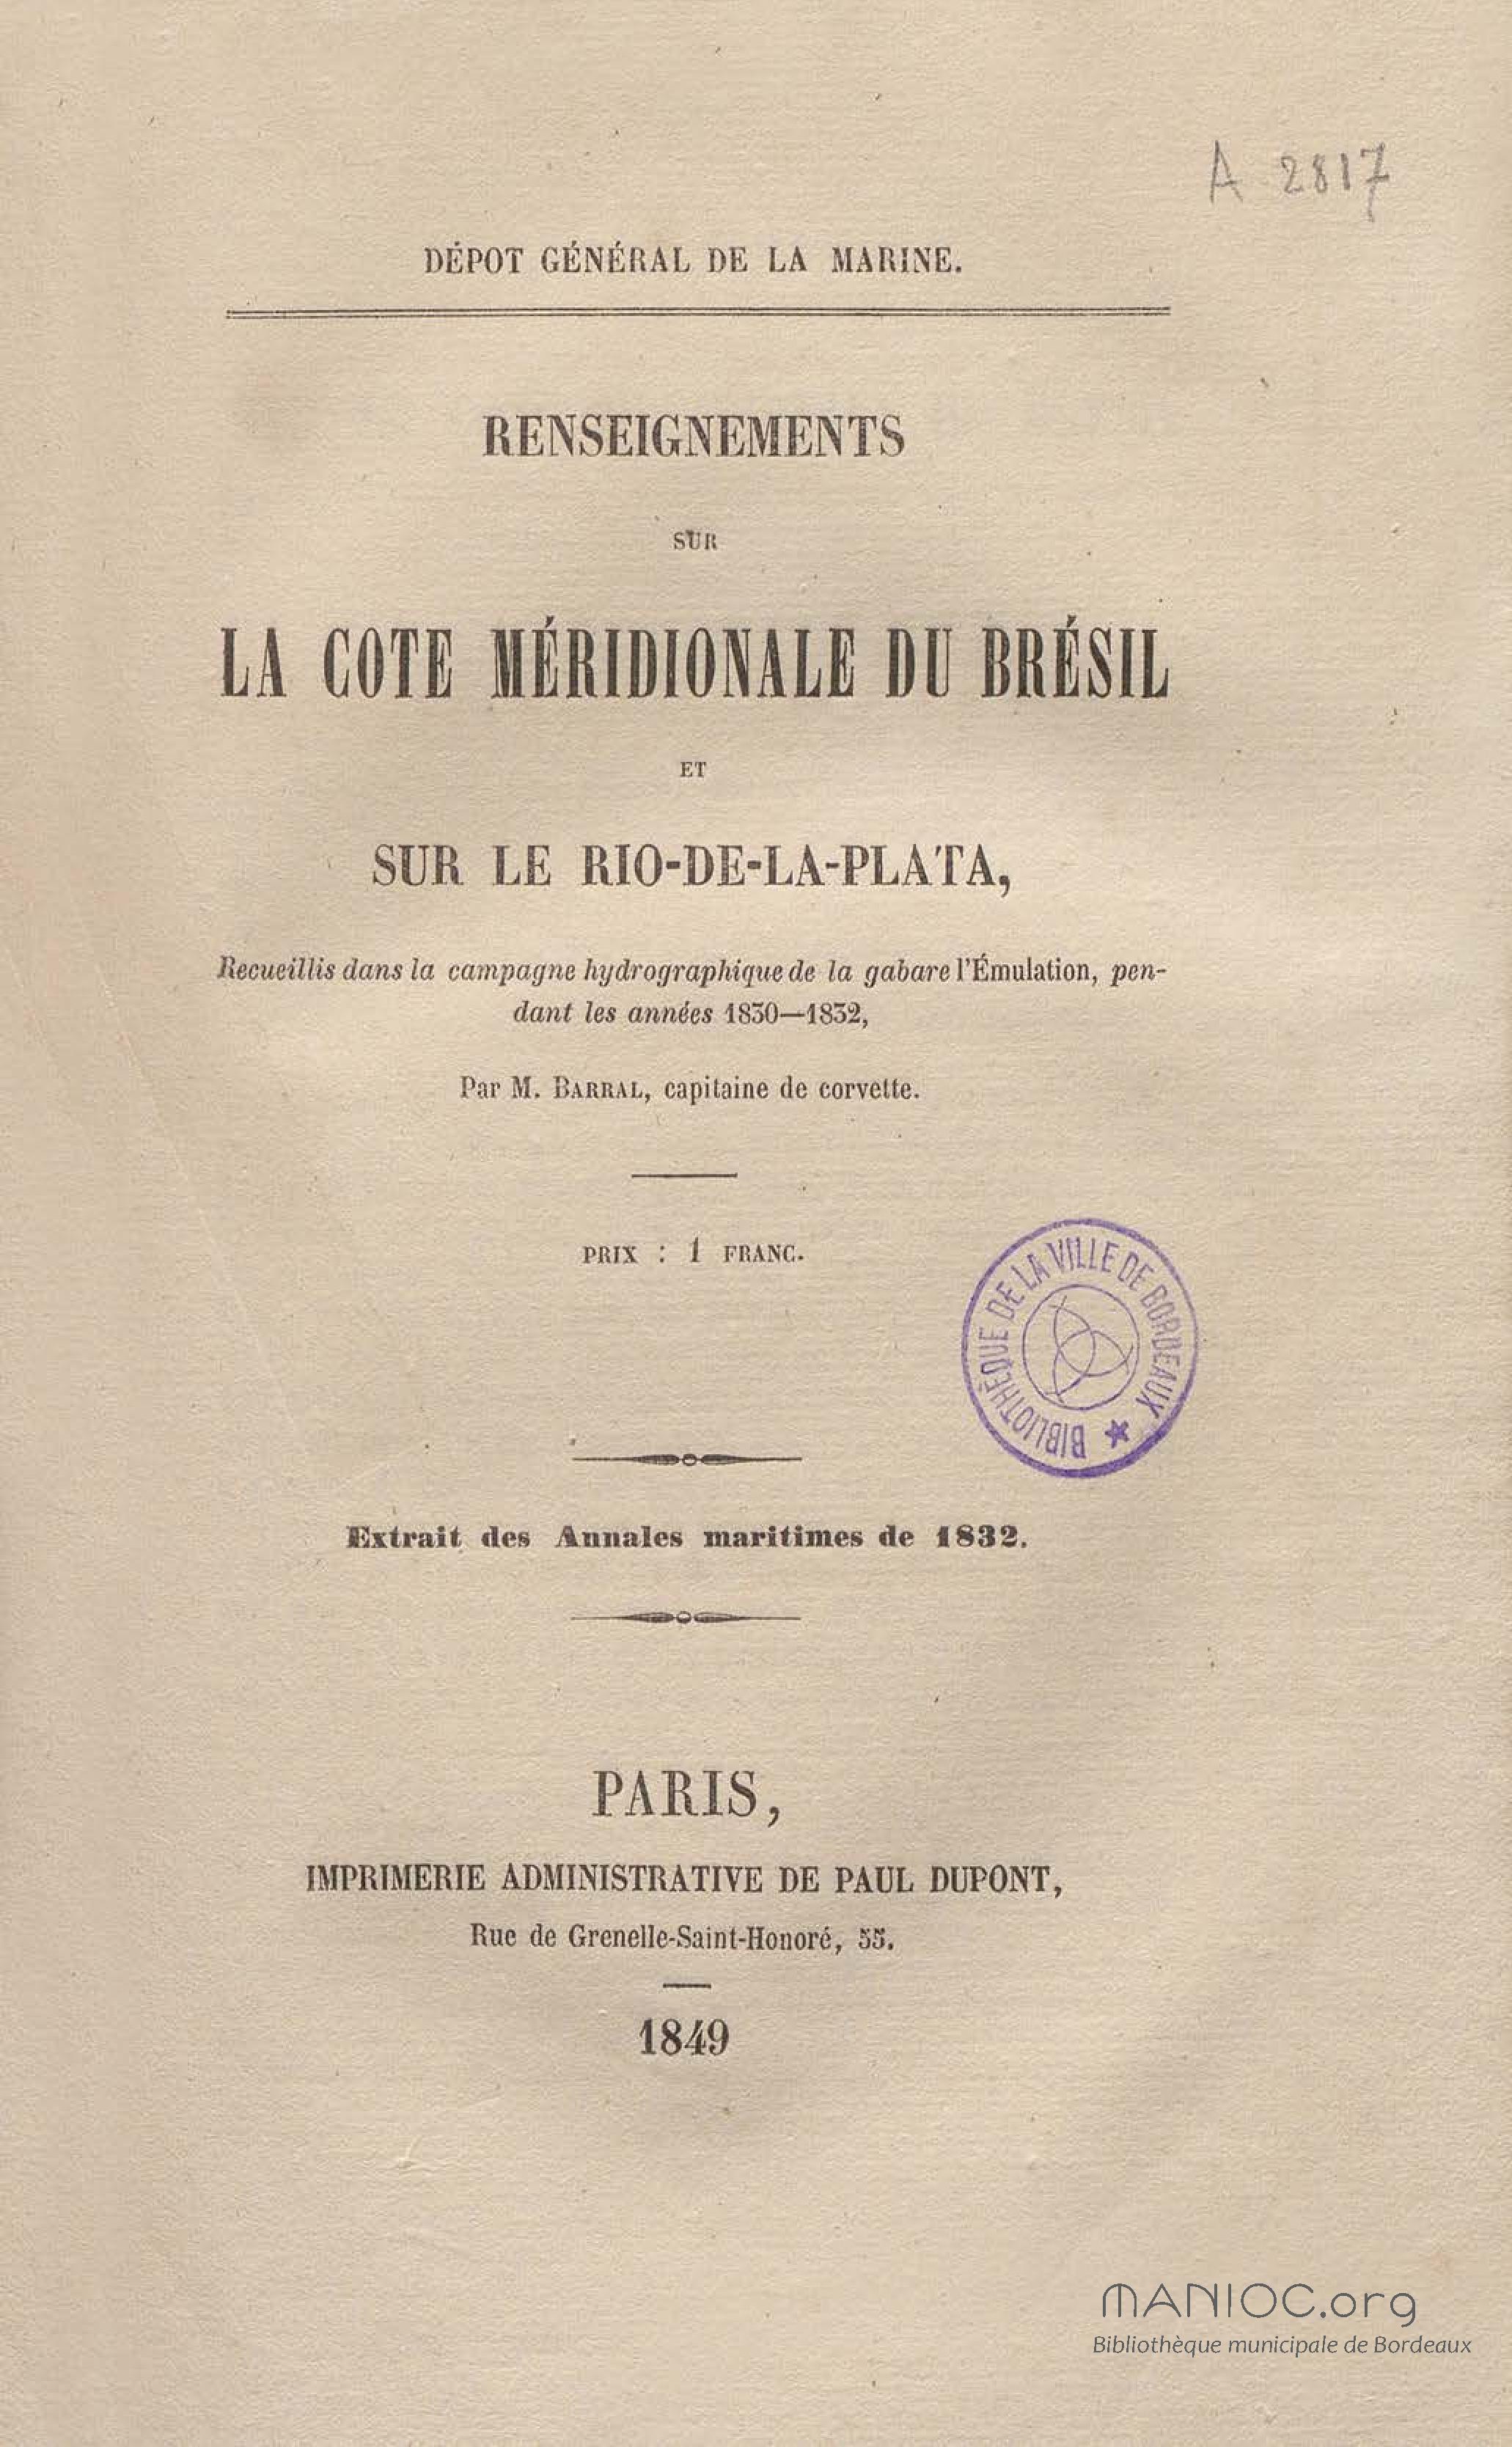 A 2817
DÉPOT GÉNÉRAL DE LA MARINE.
RENSEIGNEMENTS
SUR
LA COTE MÉRIDIONALE DU BRÉSIL
ET
SUR LE RIO-DE-LA-PLATA,
Recueillis dans la campagne hydrographique de la gabare l'Émulation, pen-
dant les années 1830—1832,
Par M. BARRAL, capitaine de corvette.
PRIX : 1 FRANC.
BIBLIOTHÈQUE DE LA VILLE DE BORDEAUX
Extrait des Annales maritimes de 1832.
PARIS,
IMPRIMERIE ADMINISTRATIVE DE PAUL DUPONT,
Rue de Grenelle-Saint-Honoré, 55.
1849
MANIOC.org
Bibliothèque municipale de Bordeaux